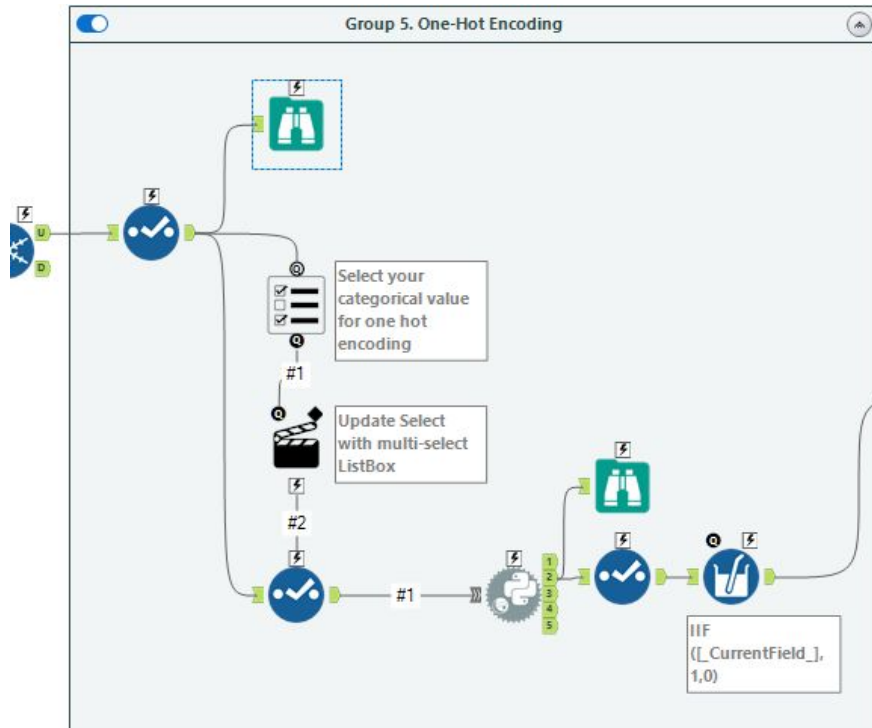 Group 5. One-Hot Encoding
U
D
Q
Select your
categorical value
for one hot
encoding
Q
#1
Q
Update Select
with multi-select
ListBox
#2
#1
1
2
3
4
5
Q
IIF
([_CurrentField_],
1,0)